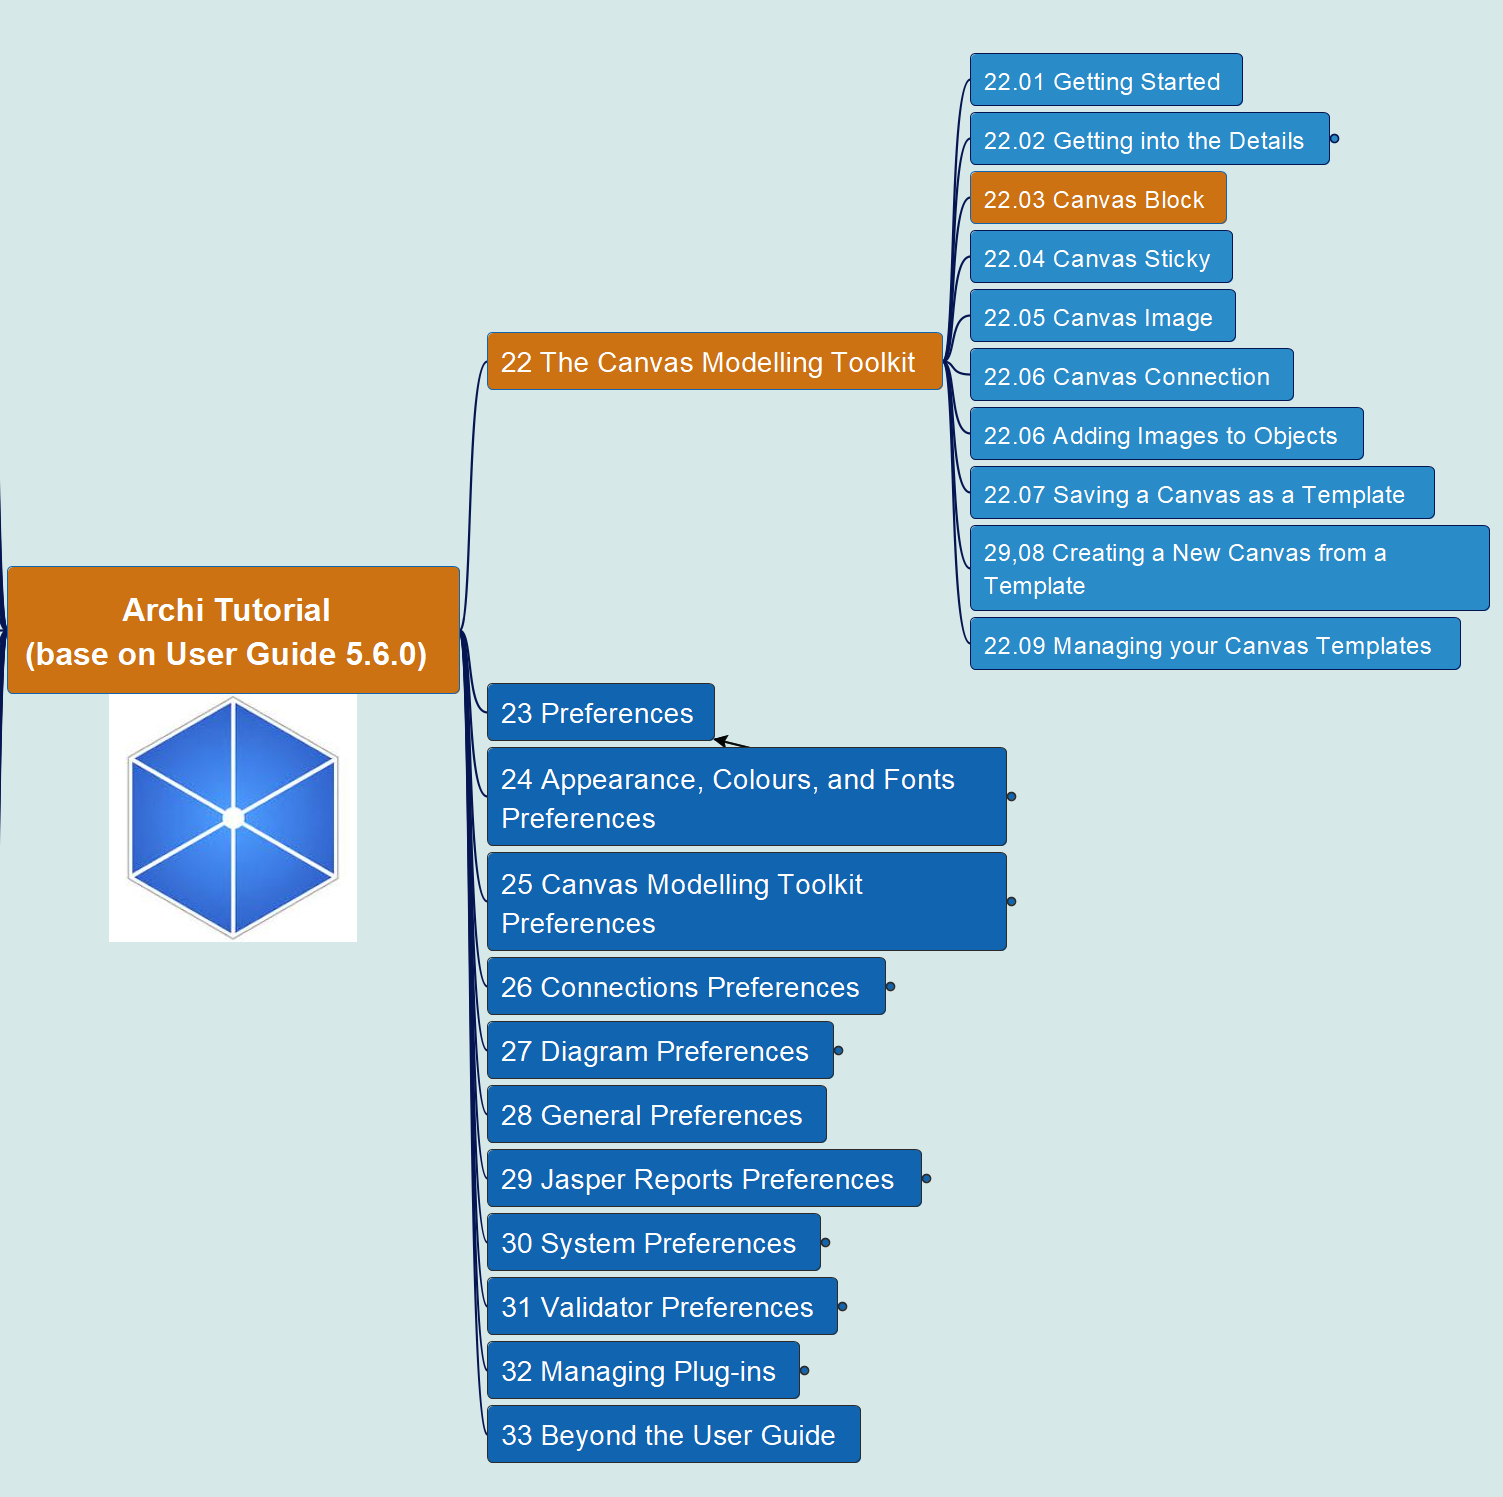 22.01 Getting Started
22.02 Getting into the Details
22.03 Canvas Block
22.04 Canvas Sticky
22.05 Canvas Image
22 The Canvas Modelling Toolkit
22.06 Canvas Connection
22.06 Adding Images to Objects
22.07 Saving a Canvas as a Template
29,08 Creating a New Canvas from a
Template
22.09 Managing your Canvas Templates
Archi Tutorial
(base on User Guide 5.6.0)
23 Preferences
24 Appearance, Colours, and Fonts
Preferences
25 Canvas Modelling Toolkit
Preferences
26 Connections Preferences
27 Diagram Preferences
28 General Preferences
29 Jasper Reports Preferences
30 System Preferences
31 Validator Preferences
32 Managing Plug-ins
33 Beyond the User Guide